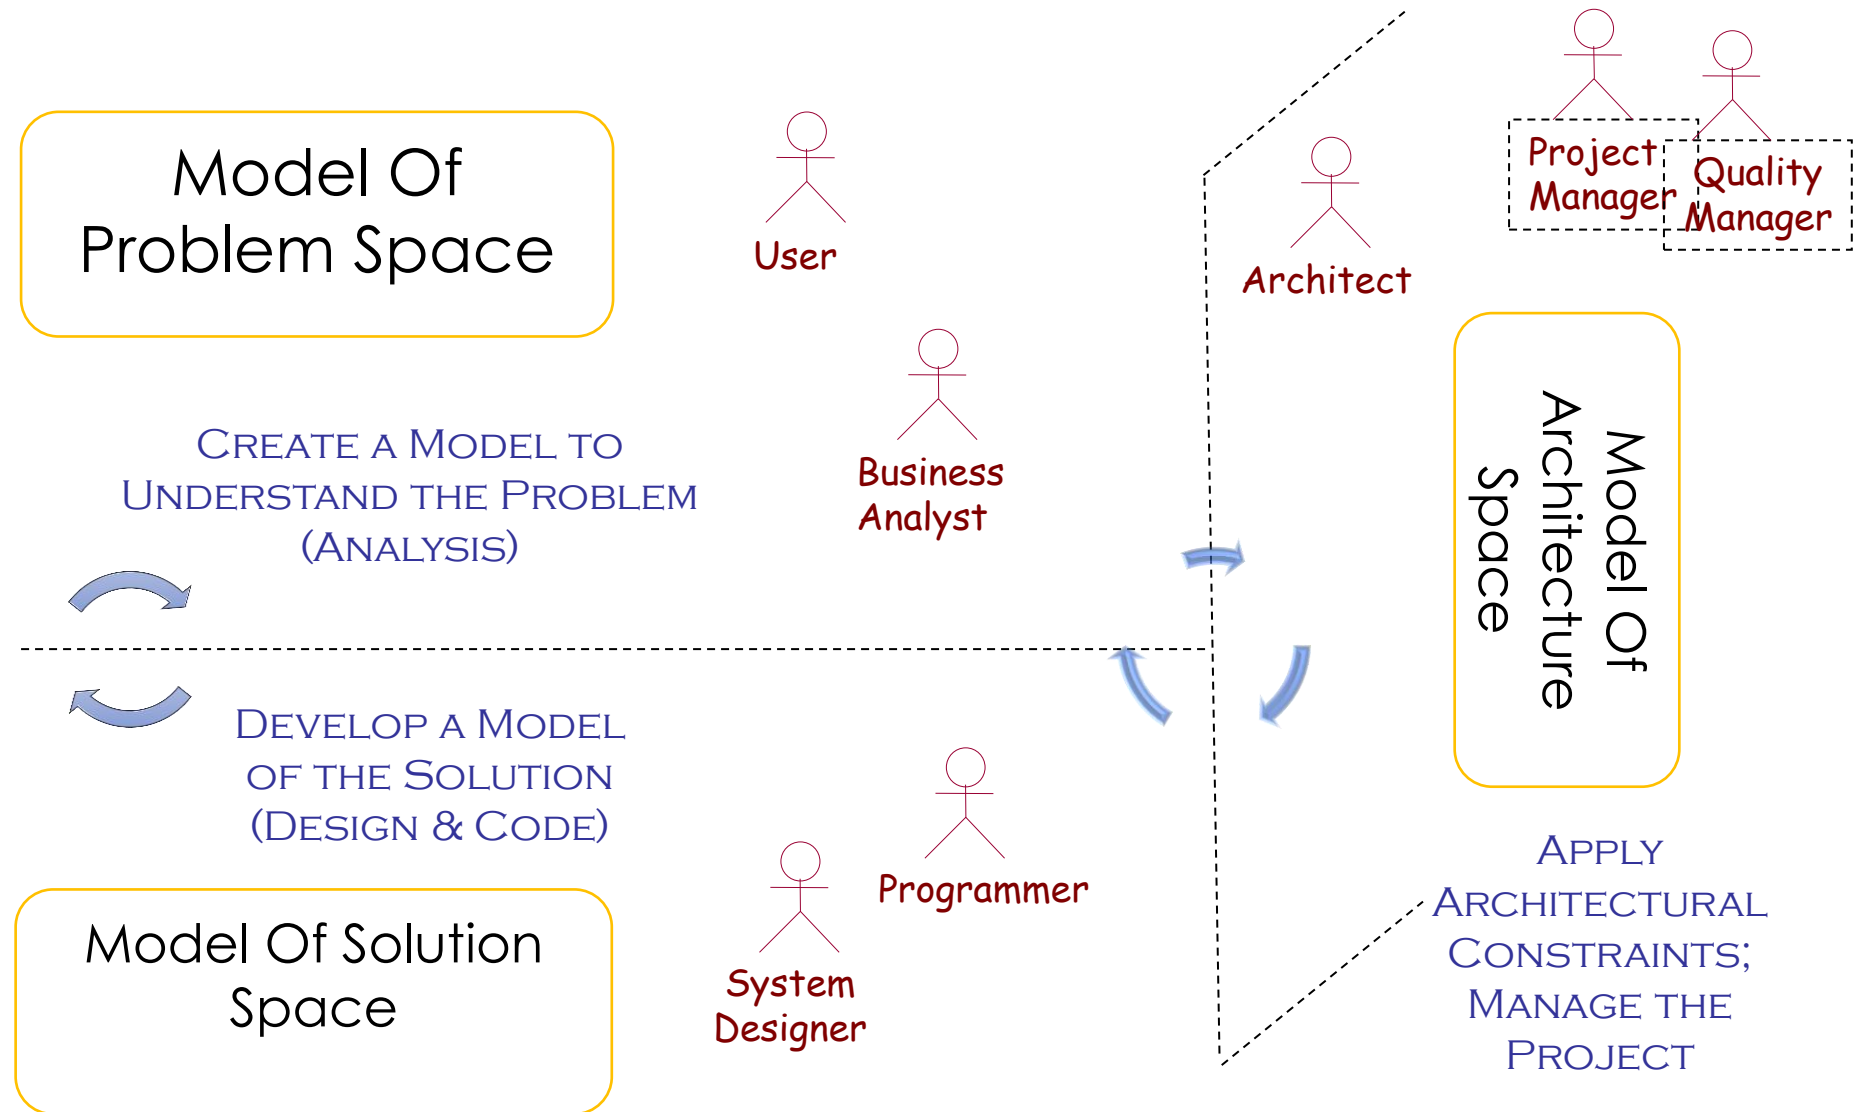 Model Of
Problem Space
User
Business
Analyst
CREATE A MODEL TO
UNDERSTAND THE PROBLEM
(ANALYSIS)
DEVELOP A MODEL
OF THE SOLUTION
(DESIGN & CODE)
Model Of Solution
Space
Programmer
System
Designer
Architect
Project
Manager
Quality
Manager
Model Of
Architecture
Space
APPLY
ARCHITECTURAL
CONSTRAINTS;
MANAGE THE
PROJECT